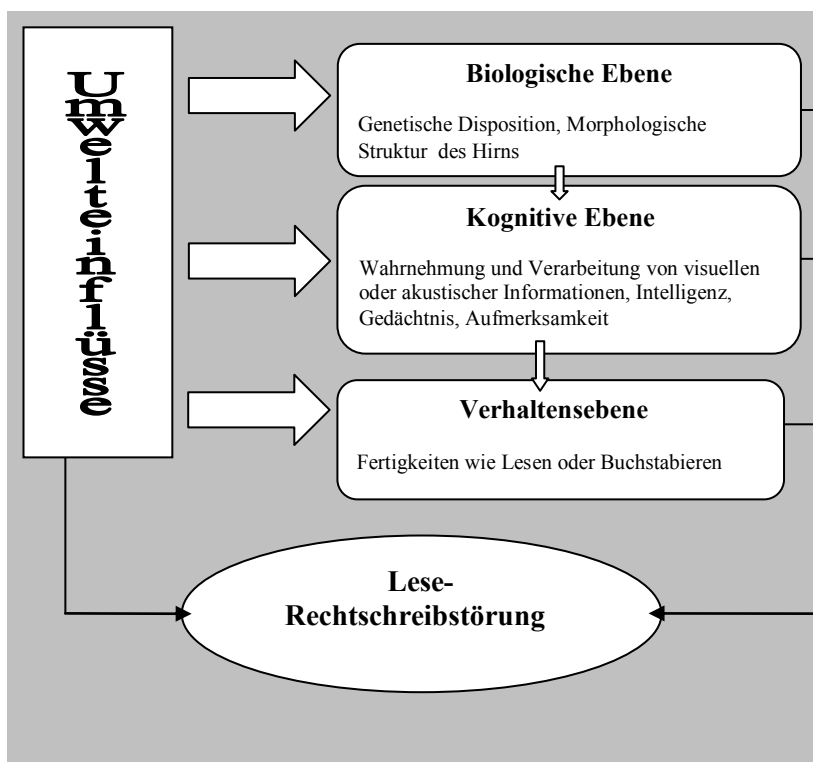 Umwelteinflüsse
Biologische Ebene
Genetische Disposition, Morphologische
Struktur des Hirns
Kognitive Ebene
Wahrnehmung und Verarbeitung von visuellen
oder akustischer Informationen, Intelligenz,
Gedächtnis, Aufmerksamkeit
Verhaltensebene
Fertigkeiten wie Lesen oder Buchstabieren
Lese-
Rechtschreibstörung